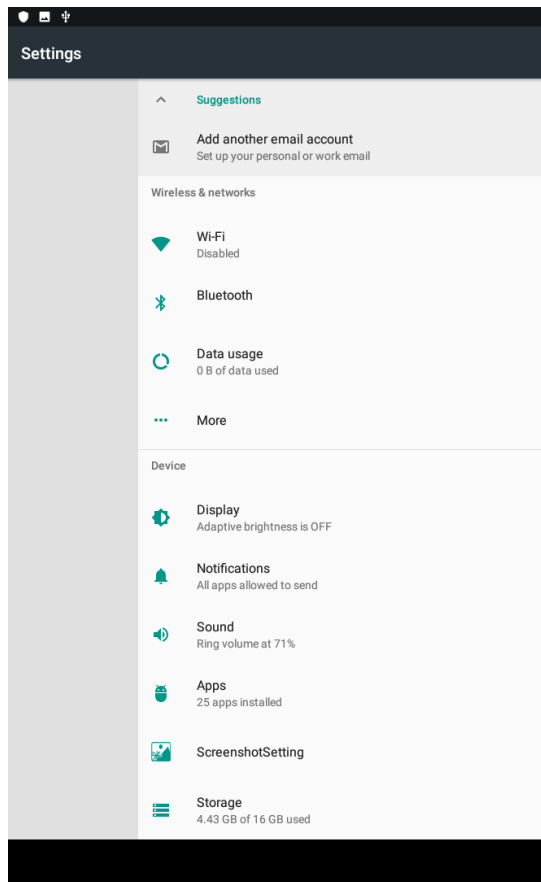 Settings
Suggestions
Add another email account
Set up your personal or work email
Wireless & networks
Wi-Fi
Disabled
Bluetooth
Data usage
0 B of data used
More
Device
Display
Adaptive brightness is OFF
Notifications
All apps allowed to send
Sound
Ring volume at 71%
Apps
25 apps installed
ScreenshotSetting
Storage
4.43 GB of 16 GB used